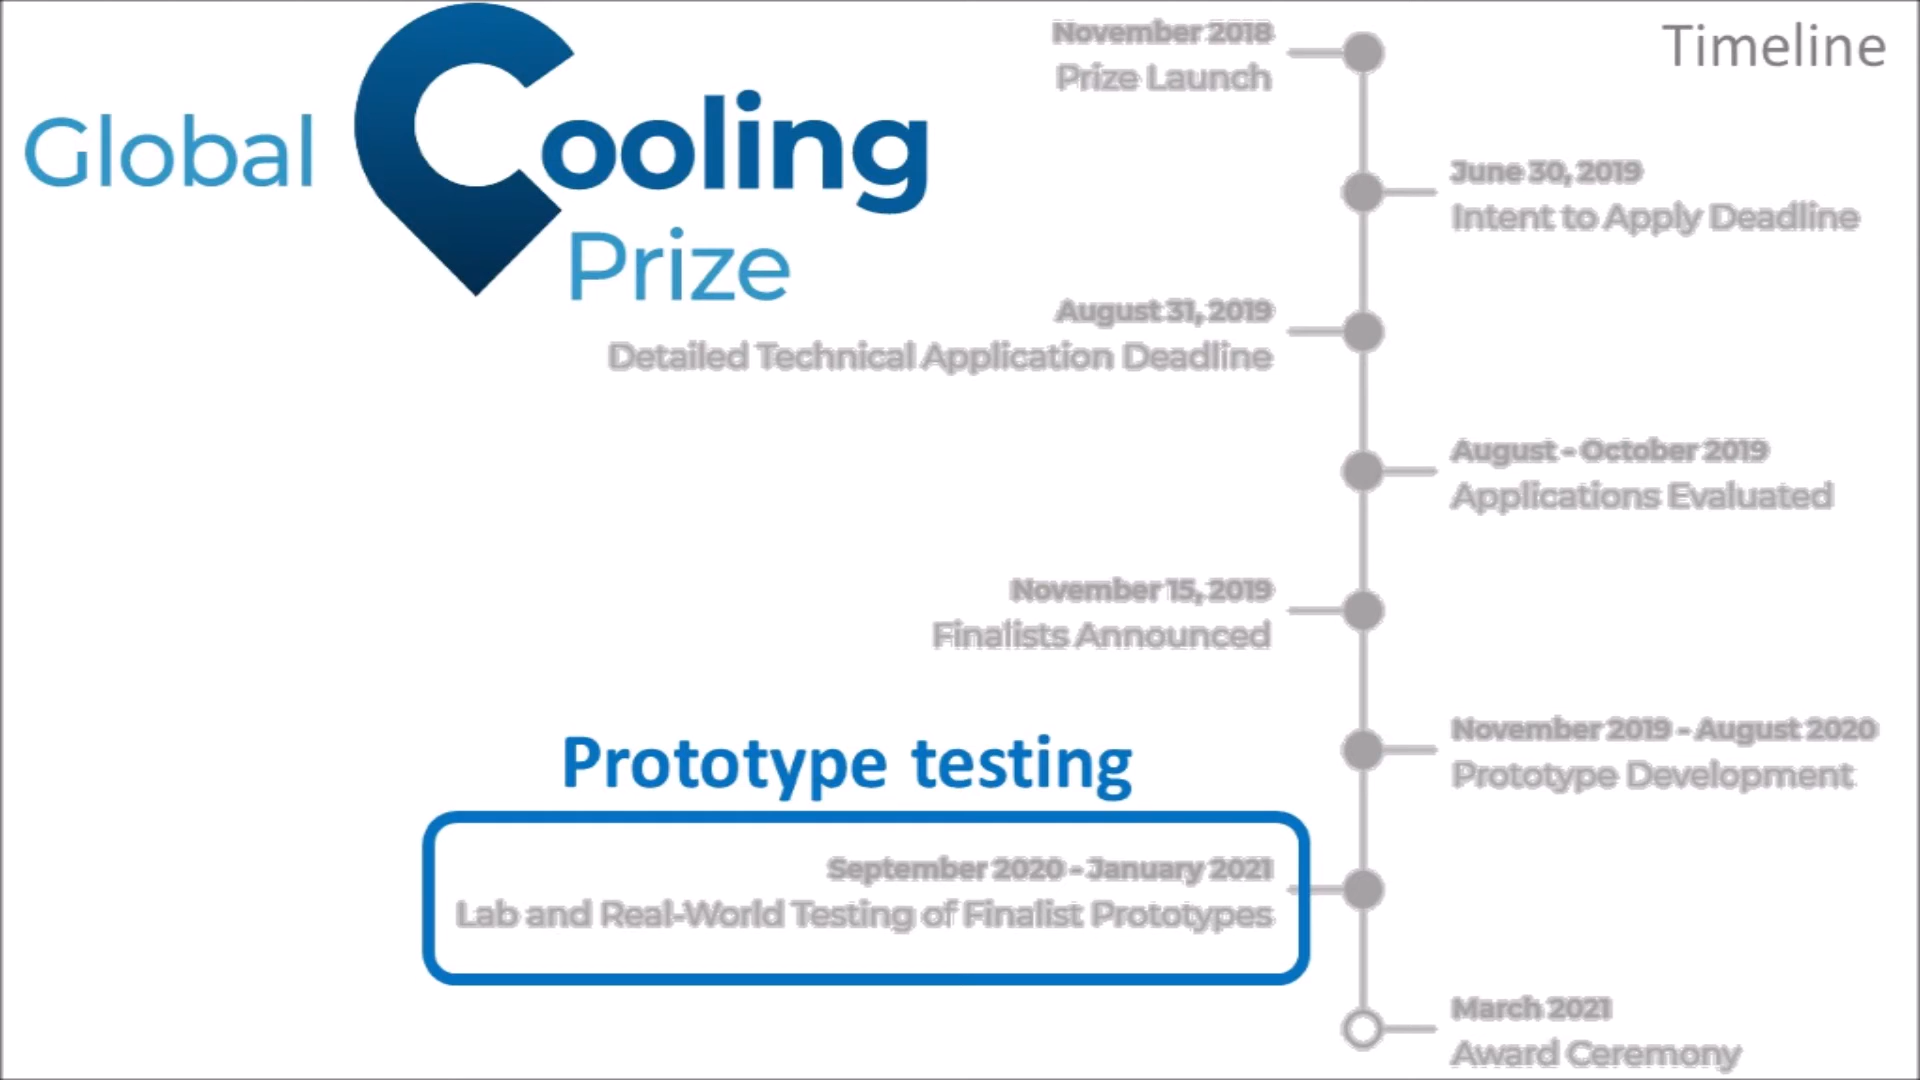 Timeline
Global Cooling
Prize
November 2018
Prize Launch
June 30, 2019
Intent to Apply Deadline
August 31, 2019
Detailed Technical Application Deadline
August - October 2019
Applications Evaluated
November 15, 2019
Finalists Announced
November 2019 - August 2020
Prototype Development
Prototype testing
September 2020 - January 2021
Lab and Real-World Testing of Finalist Prototypes
March 2021
Award Ceremony